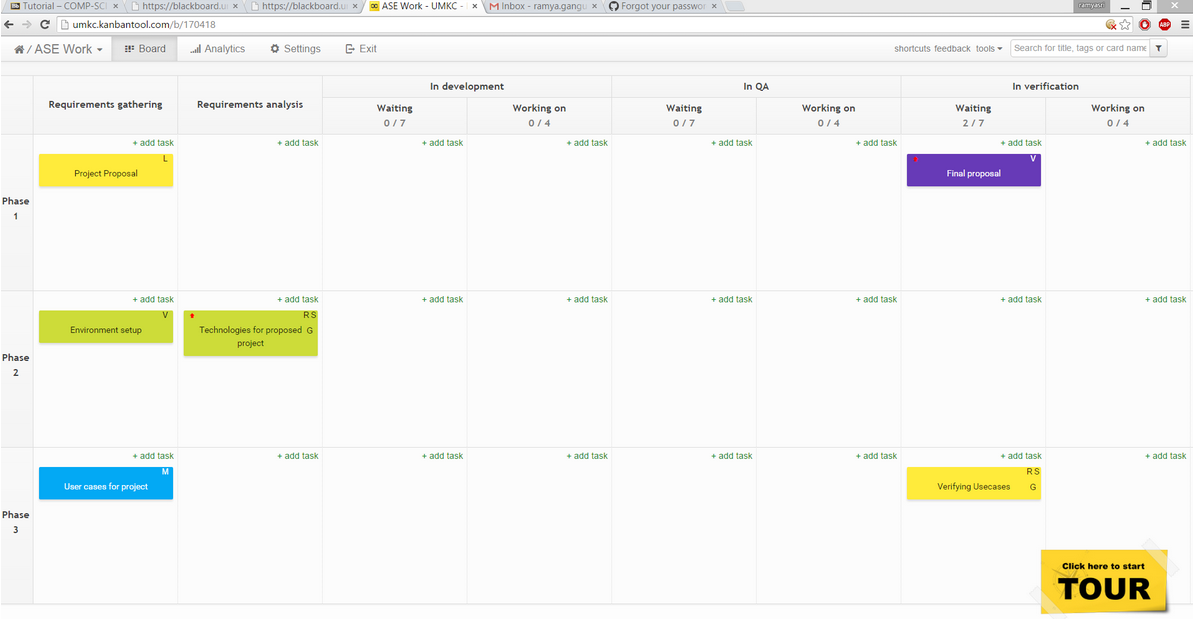 Tutorial – COMP-SC
https://blackboard.u
https://blackboard.u
ASE Work - UMKC -
Inbox - ramya.gangu
Forgot your passwo
ramyasri
umkc.kanbantool.com/b/170418
ABP
/ ASE Work
Board
Analytics
Settings
Exit
shortcuts feedback tools
Search for title, tags or card name
Requirements gathering
Requirements analysis
In development
In QA
In verification
Waiting
0 / 7
Working on
0 / 4
Waiting
0 / 7
Working on
0 / 4
Waiting
2 / 7
Working on
0 / 4
Phase
1
+ add task
+ add task
+ add task
+ add task
+ add task
+ add task
+ add task
+ add task
L
Project Proposal
V
Final proposal
Phase
2
+ add task
+ add task
+ add task
+ add task
+ add task
+ add task
+ add task
+ add task
V
Environment setup
R S
Technologies for proposed G
project
Phase
3
+ add task
+ add task
+ add task
+ add task
+ add task
+ add task
+ add task
+ add task
M
User cases for project
R S
Verifying Usecases G
Click here to start
TOUR